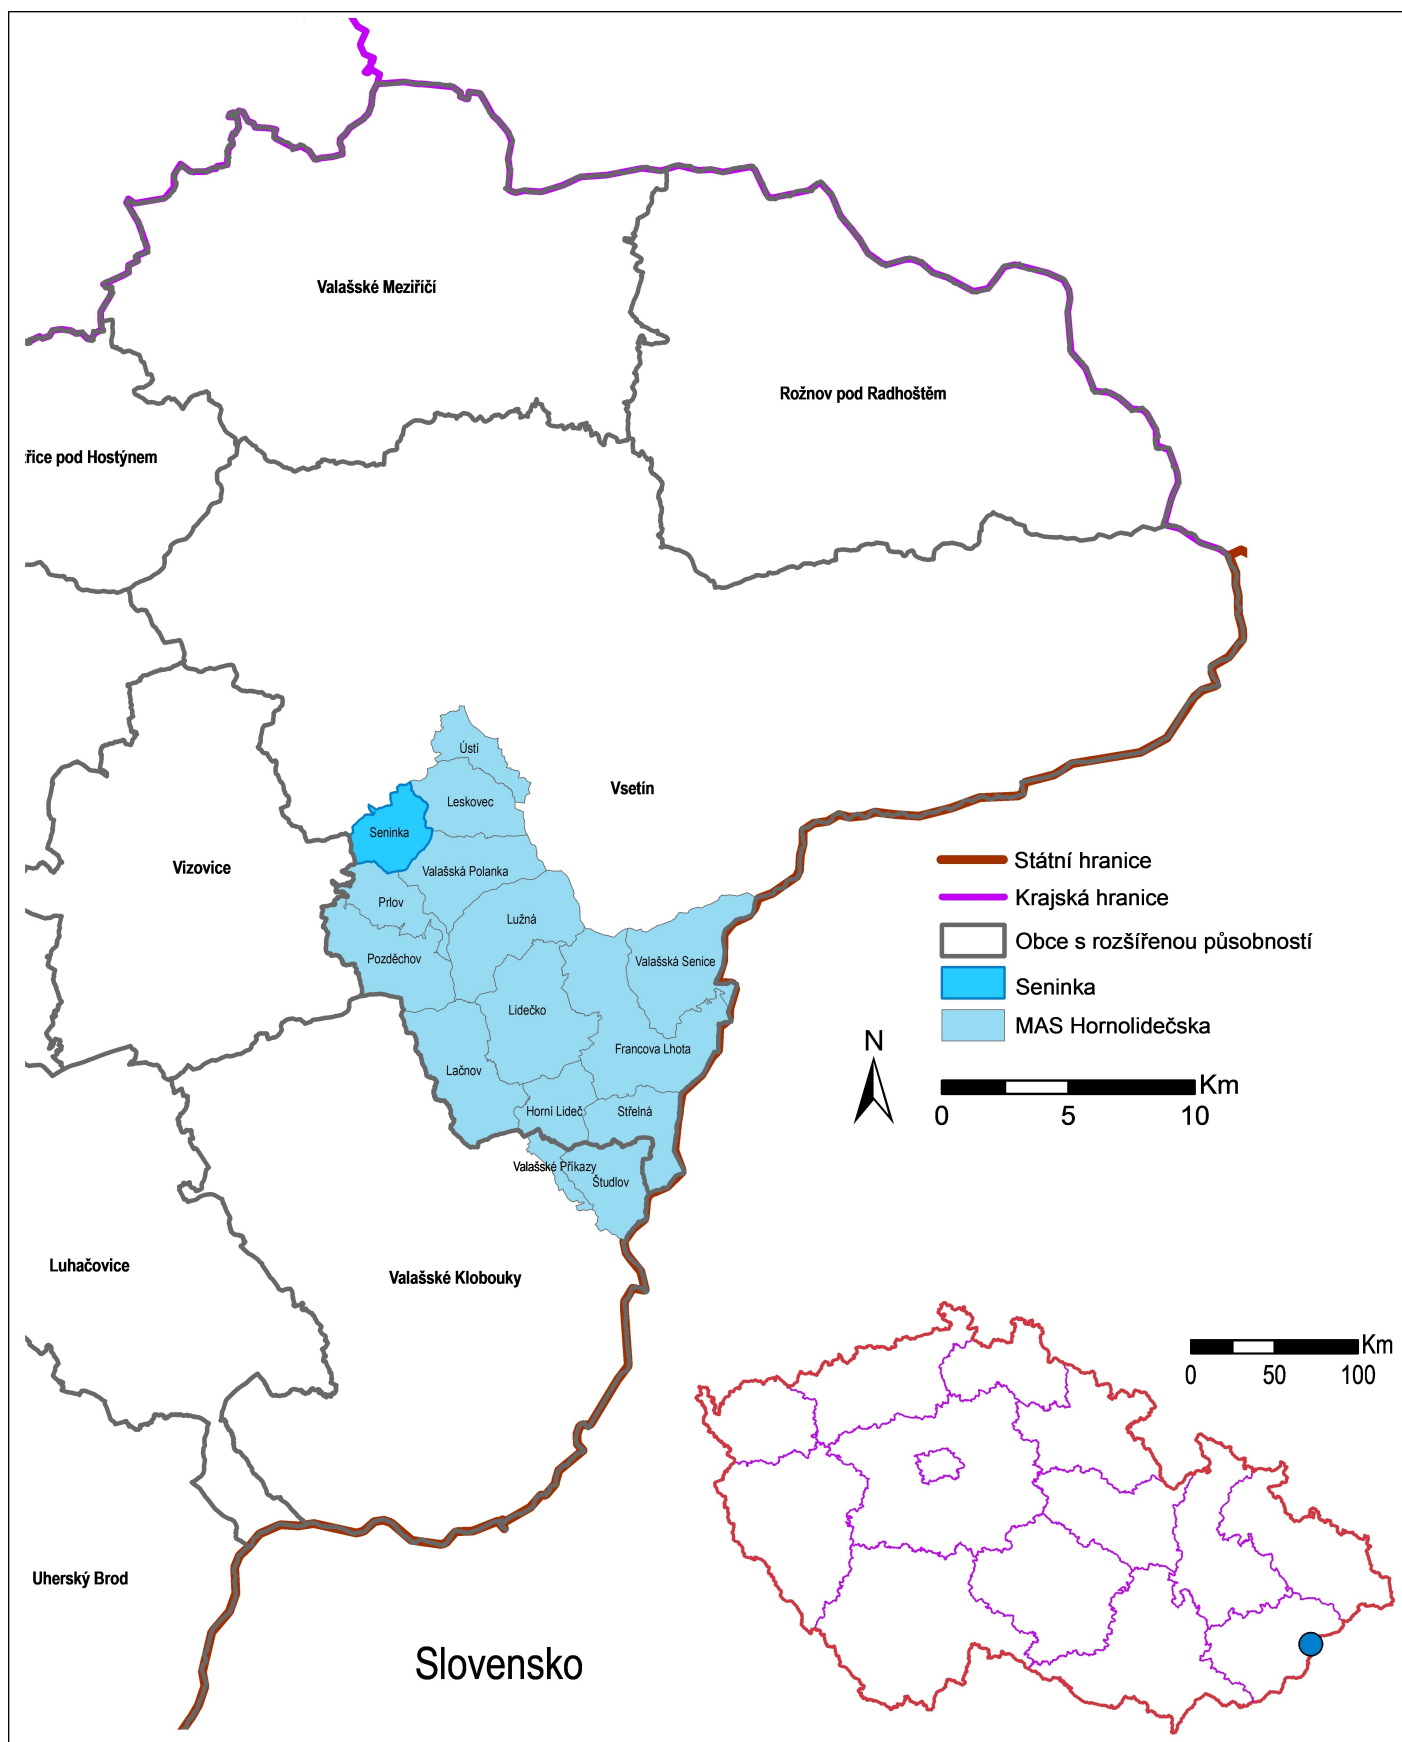 Valašské Meziříčí
Rožnov pod Radhoštěm
řice pod Hostýnem
Ústí
Vsetín
Leskovec
Seninka
Vizovice
Valašská Polanka
Prlov
Lužná
Pozděchov
Valašská Senice
Lidečko
Francova Lhota
Lačnov
Horní Lideč
Střelná
Valašské Příkazy
Študlov
Luhačovice
Valašské Klobouky
Uherský Brod
Slovensko
Státní hranice
Krajská hranice
Obce s rozšířenou působností
Seninka
MAS Hornolidečska
N
Km
0 5 10
Km
0 50 100